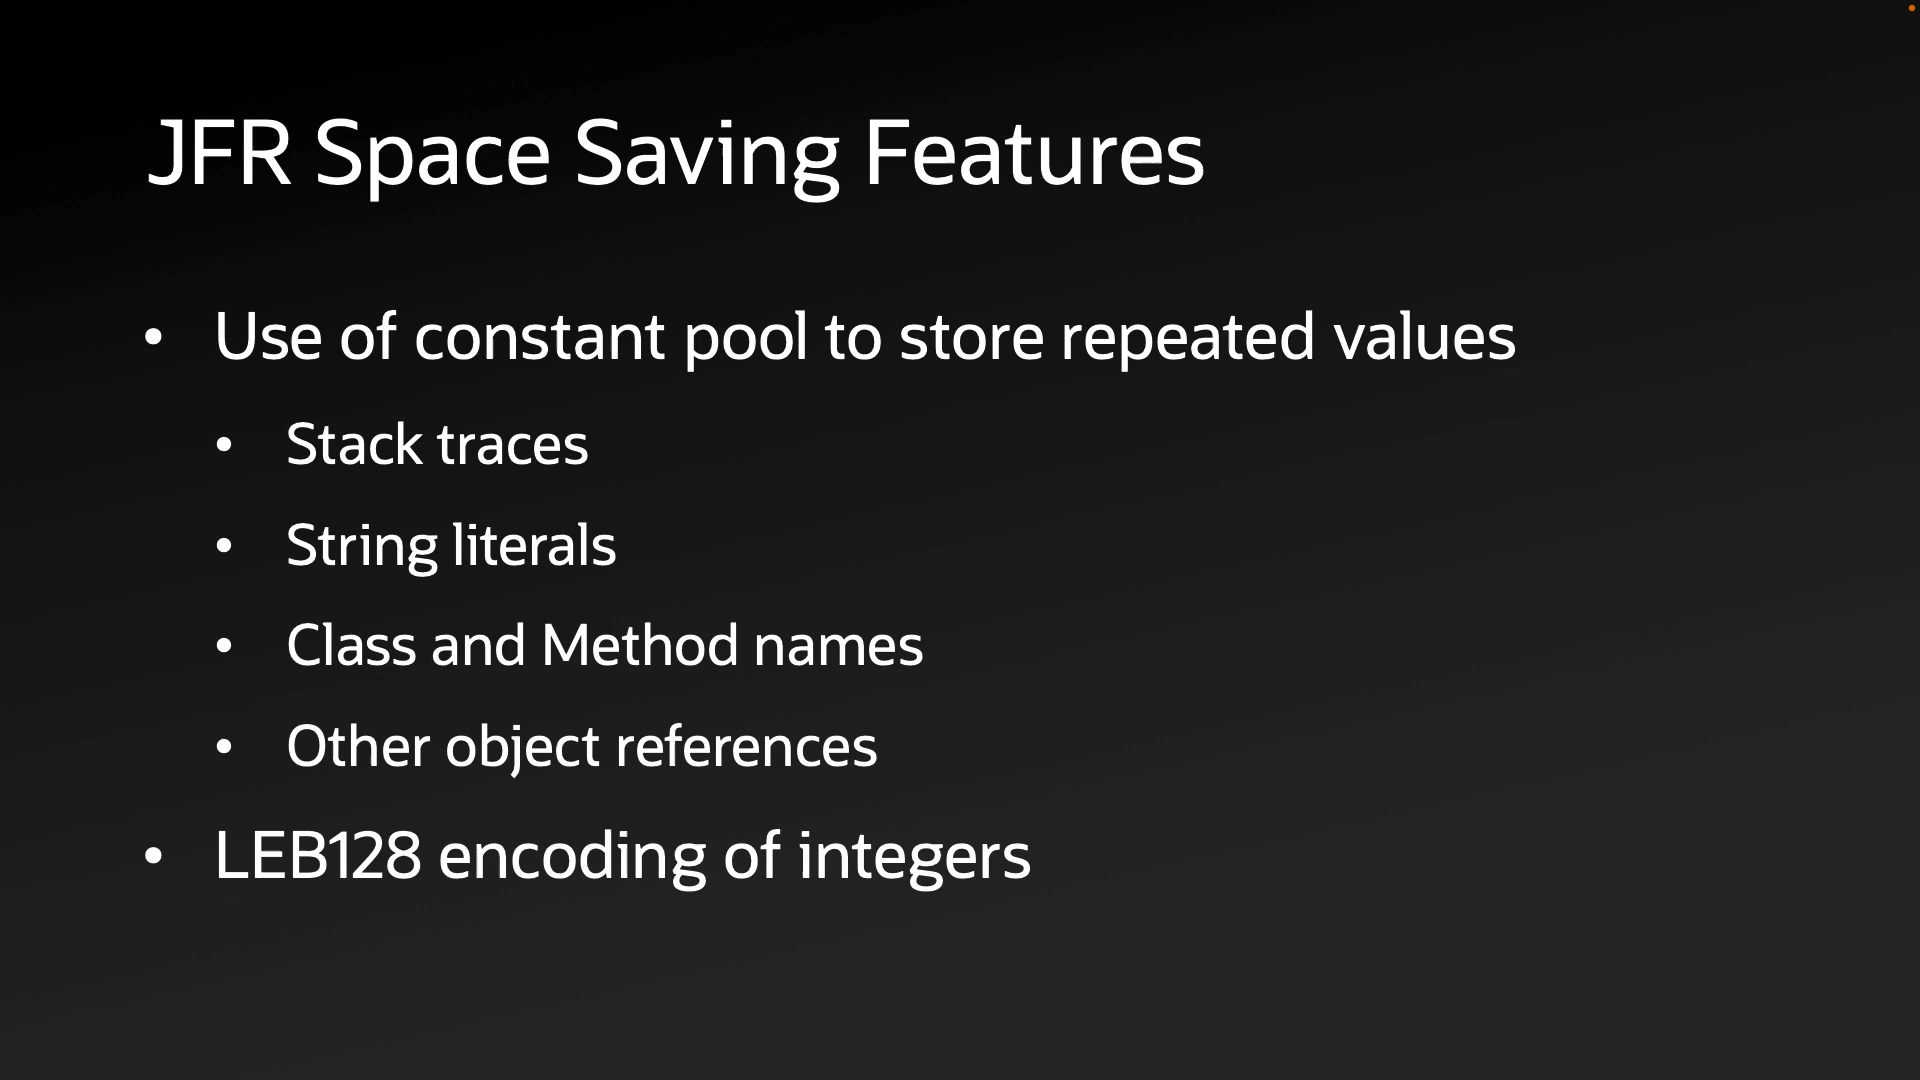 JFR Space Saving Features
• Use of constant pool to store repeated values
• Stack traces
• String literals
• Class and Method names
• Other object references
• LEB128 encoding of integers